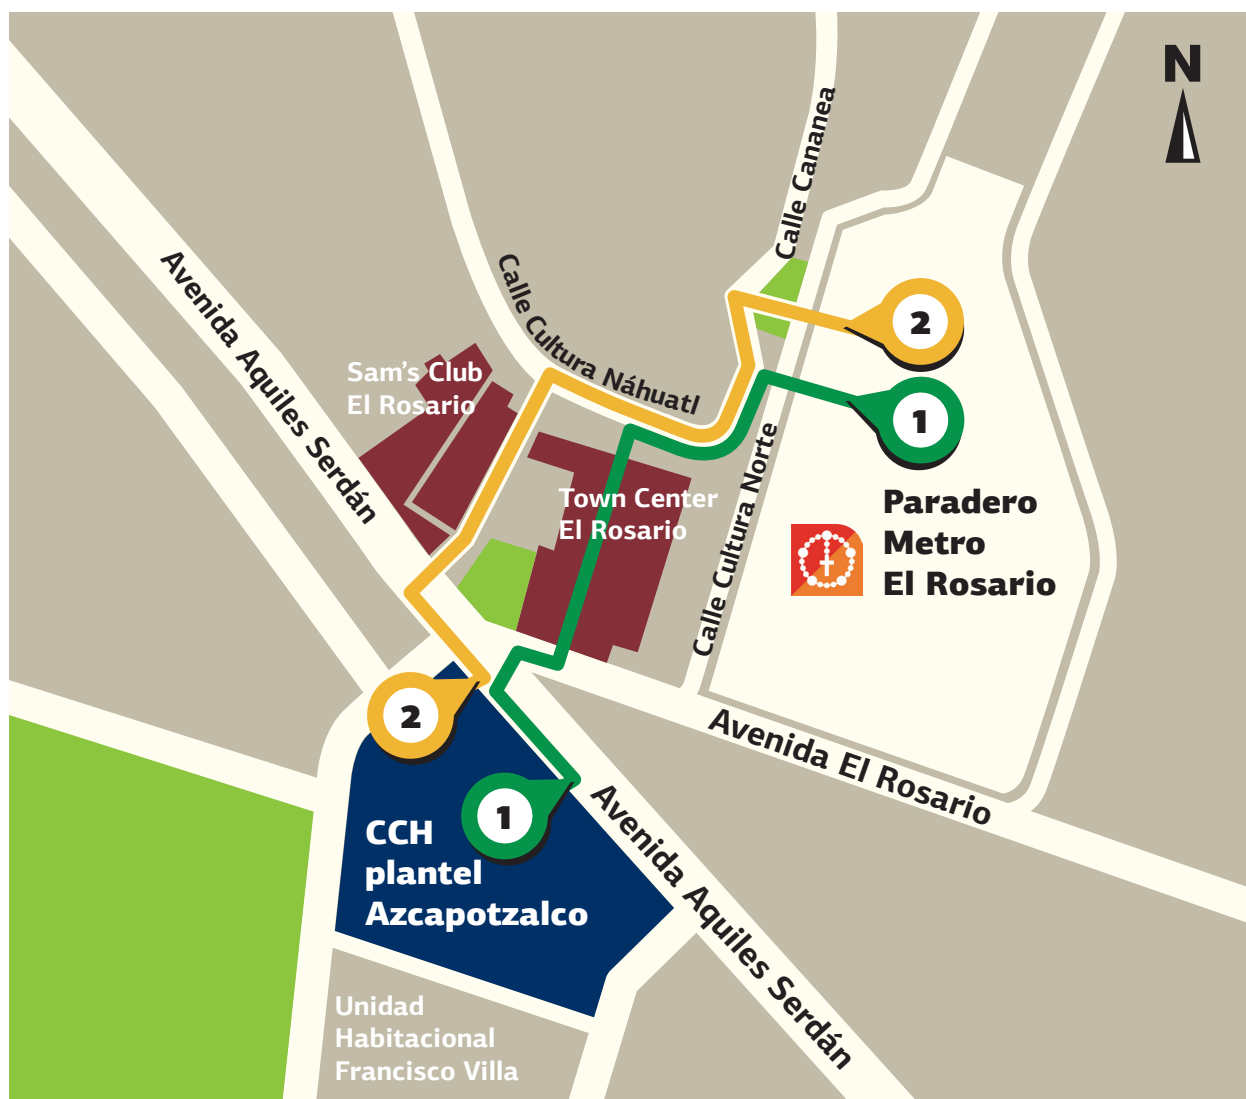 N
Calle Cananea
Avenida Aquiles Serdán
Calle Cultura Náhuatl
2
Sam's Club
El Rosario
1
Calle Cultura Norte
Town Center
El Rosario
Paradero
Metro
El Rosario
2
Avenida El Rosario
1
CCH
plantel
Azcapotzalco
Avenida Aquiles Serdán
Unidad
Habitacional
Francisco Villa